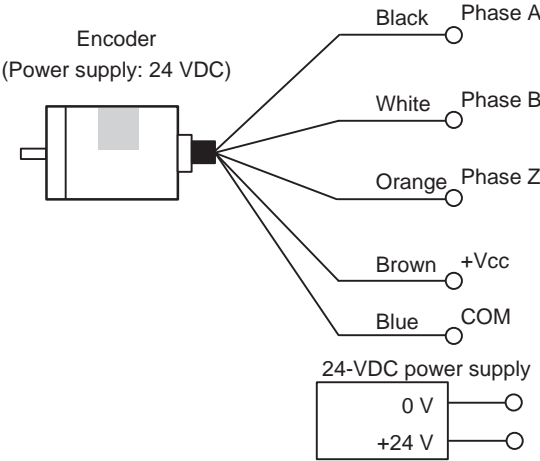 Encoder
(Power supply: 24 VDC)
Black Phase A
White Phase B
Orange Phase Z
Brown +Vcc
Blue COM
24-VDC power supply
0 V
+24 V